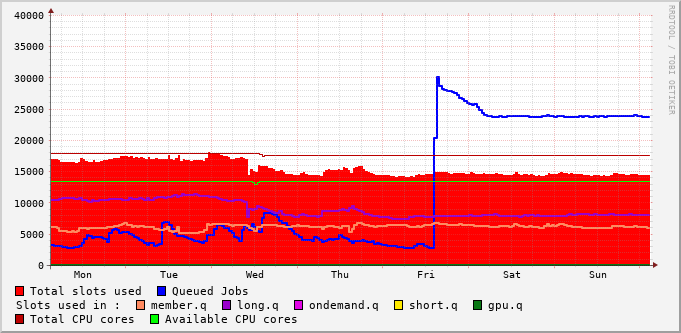 40000
35000
30000
25000
20000
15000
10000
5000
0
Mon Tue Wed Thu Fri Sat Sun
RRDTOOL / TOBI OETIKER
Total slots used Queued Jobs
Slots used in : member.q long.q ondemand.q short.q gpu.q
Total CPU cores Available CPU cores